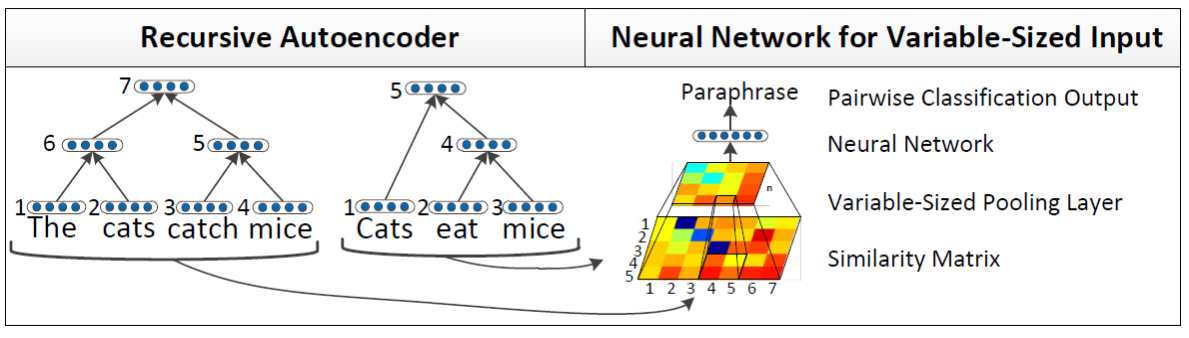 Recursive Autoencoder
Neural Network for Variable-Sized Input
7
6
5
1 2 3 4
The cats catch mice
5
4
1 2 3
Cats eat mice
Paraphrase
n
1
2
3
4
5
1 2 3 4 5 6 7
Pairwise Classification Output
Neural Network
Variable-Sized Pooling Layer
Similarity Matrix